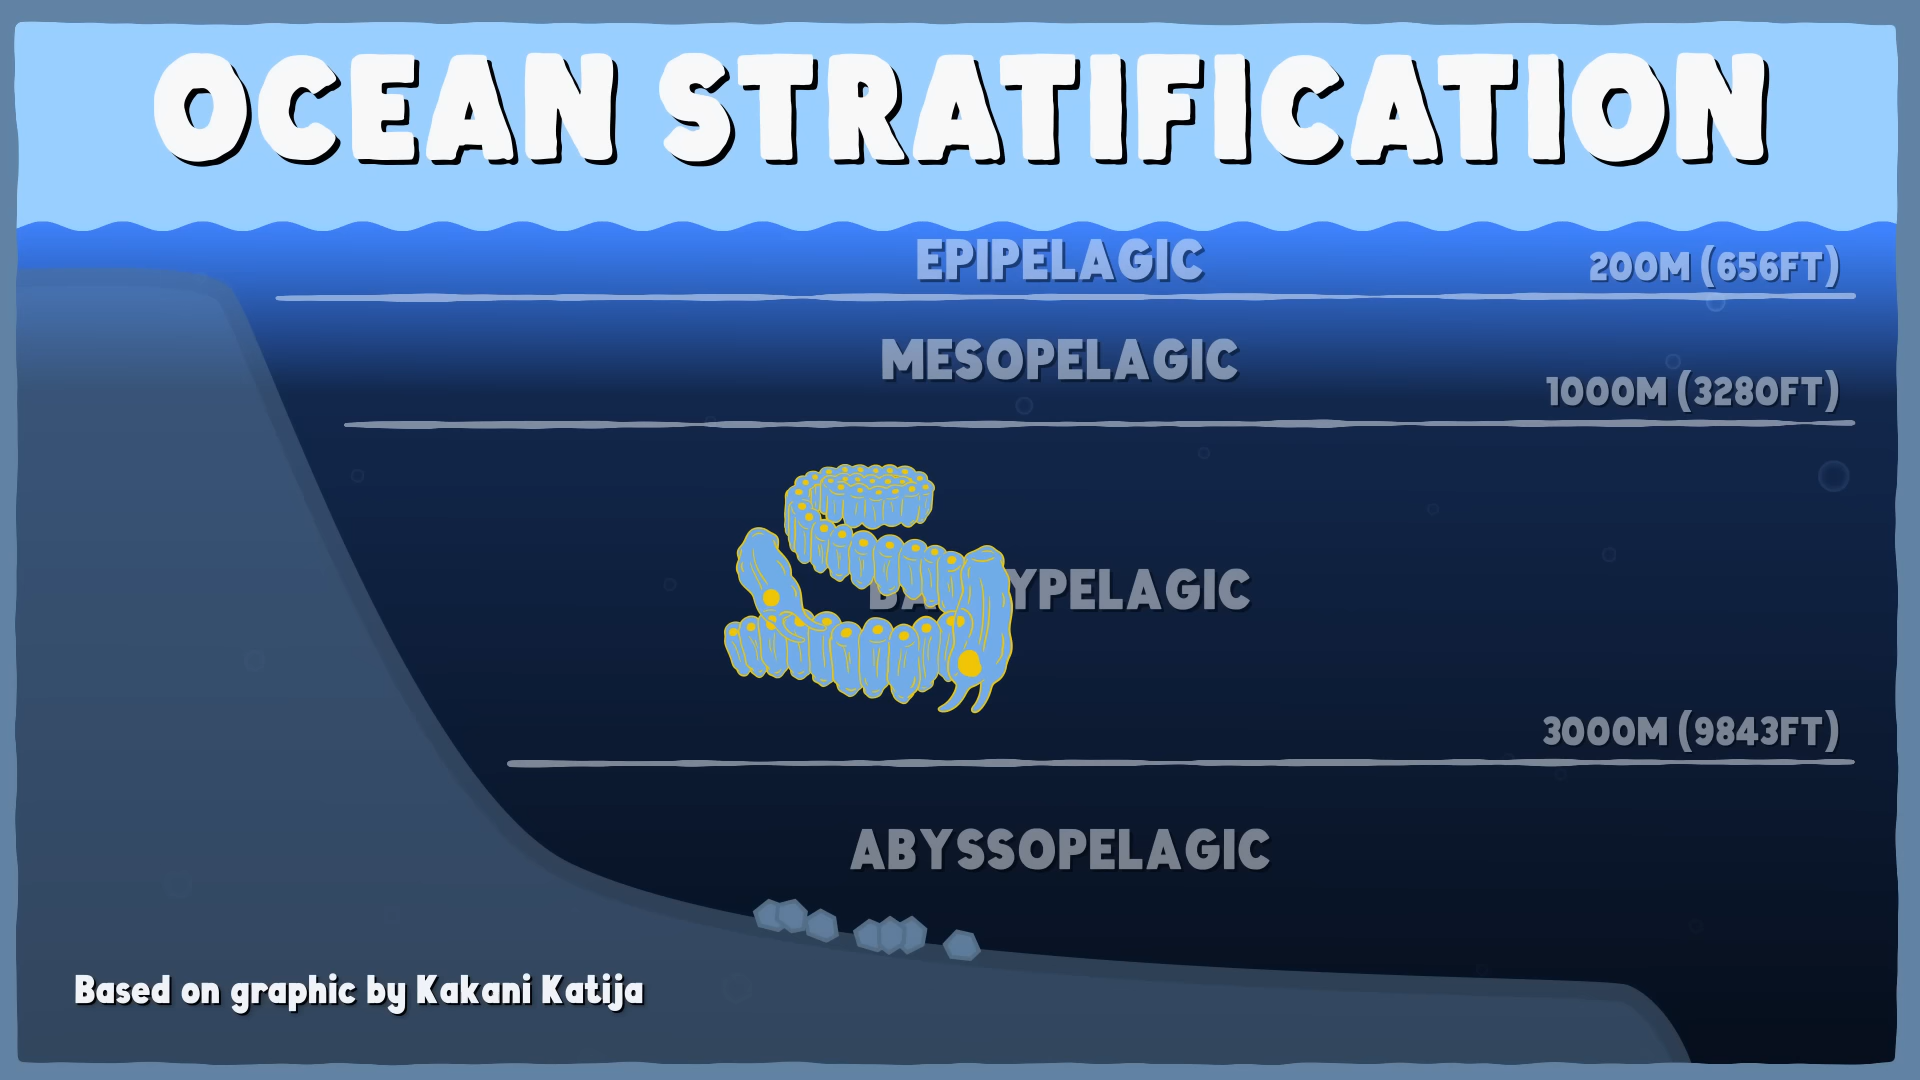 OCEAN STRATIFICATION
EPIPELAGIC
200M (656FT)
MESOPELAGIC
1000M (3280FT)
YPELAGIC
3000M (9843FT)
ABYSSOPELAGIC
Based on graphic by Kakani Katija